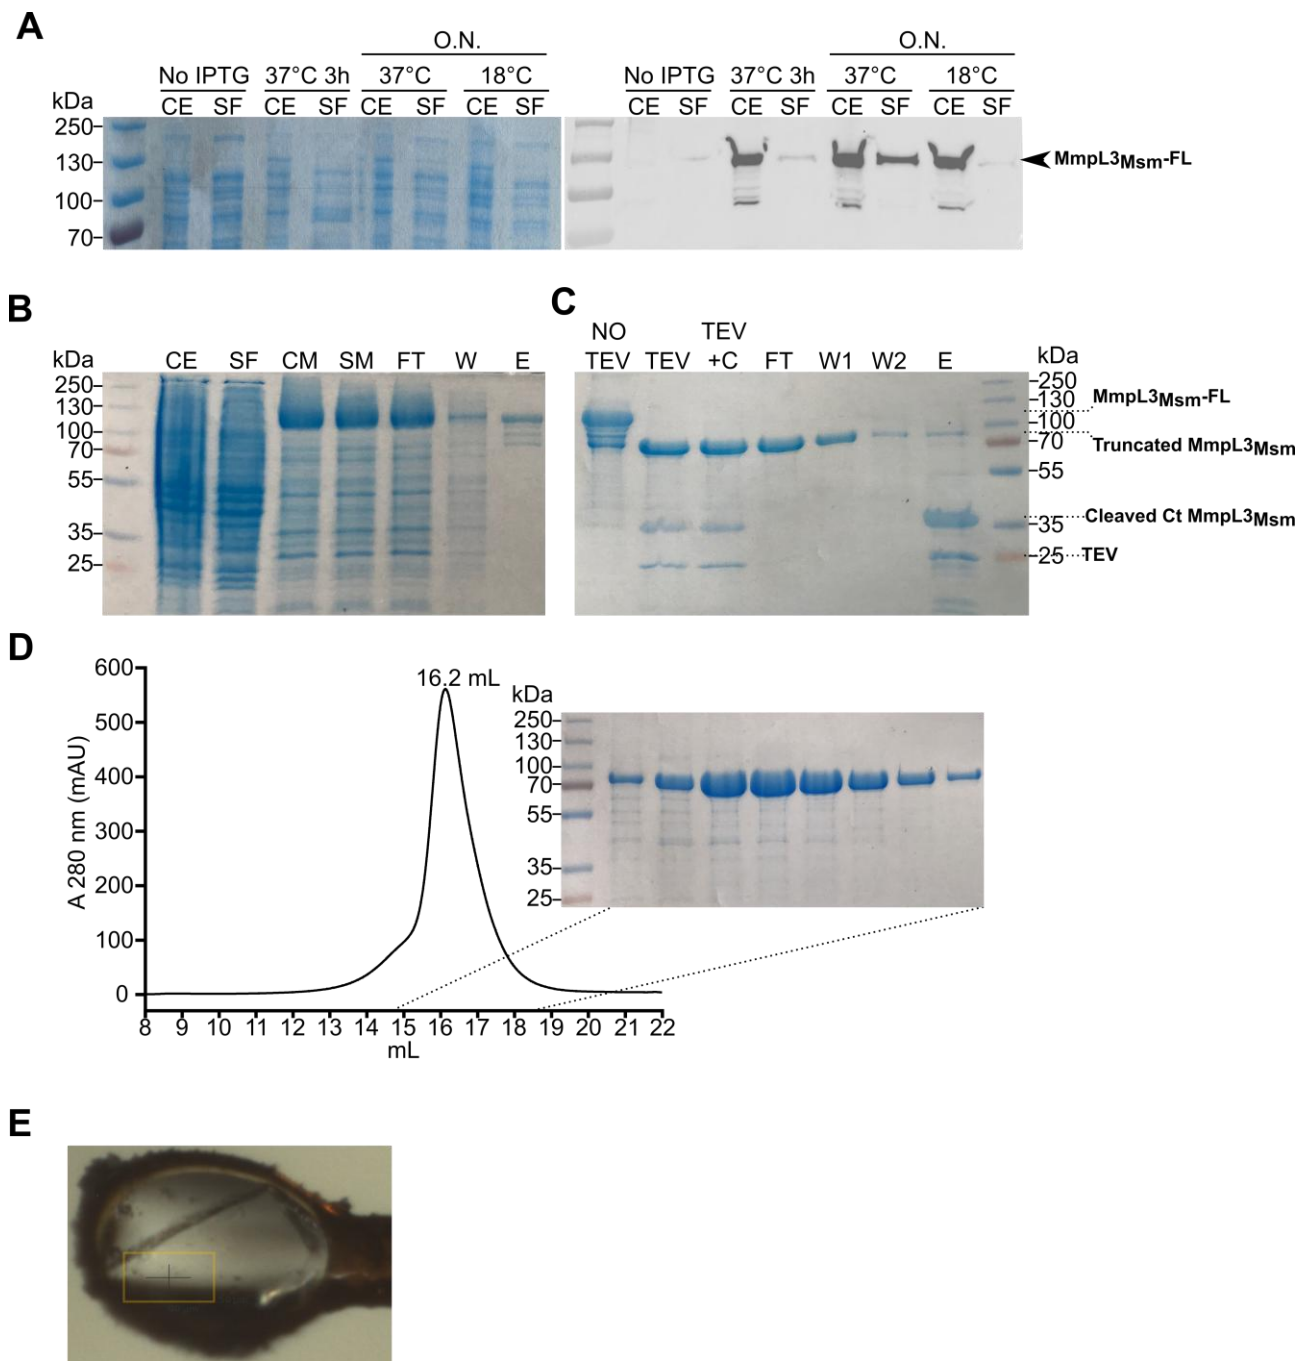 A
O.N.
O.N.
No IPTG 37°C 3h 37°C 18°C
No IPTG 37°C 3h 37°C 18°C
kDa CE SF CE SF CE SF CE SF
CE SF CE SF CE SF CE SF
250
130
100
70
MmpL3Msm-FL
B
kDa CE SF CM SM FT W E
250
130
100
70
55
35
25
C
NO TEV
TEV TEV +C FT W1 W2 E kDa
250
130
100
70
55
35
25
MmpL3Msm-FL
Truncated MmpL3Msm
Cleaved Ct MmpL3Msm
TEV
D
600
500
400
300
200
100
0
A 280 nm (mAU)
16.2 mL
8 9 10 11 12 13 14 15 16 17 18 19 20 21 22
mL
kDa
250
130
100
70
55
35
25
E